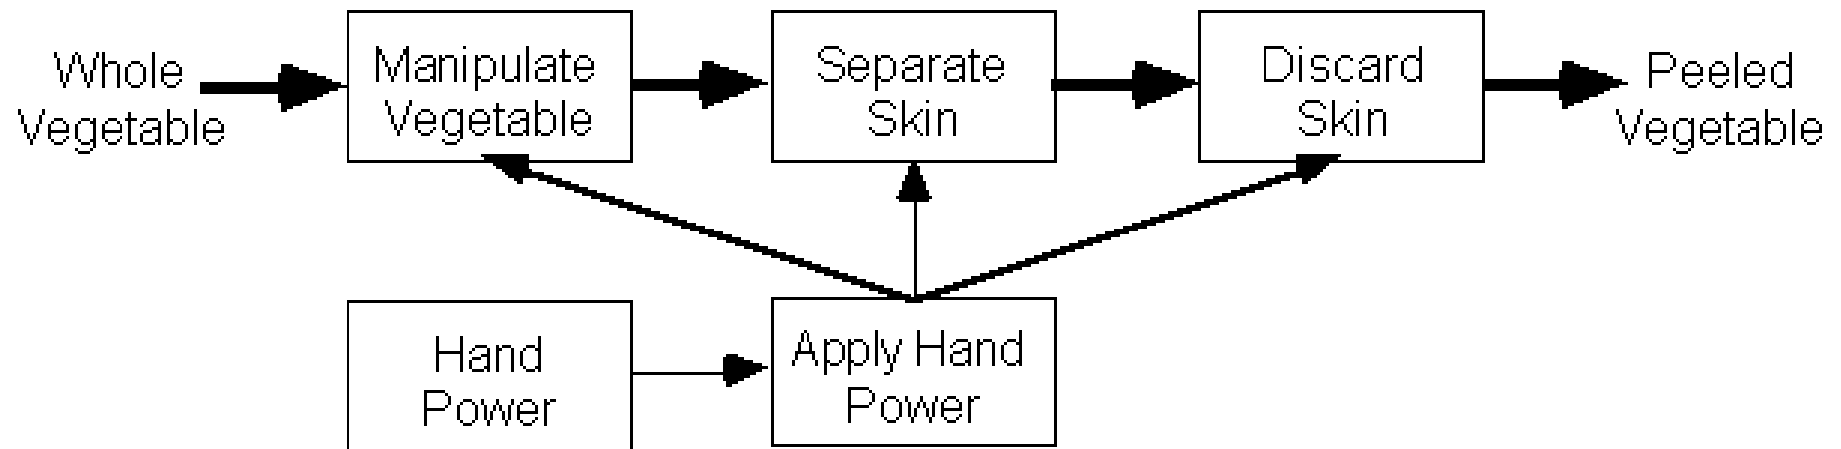 Whole
Vegetable
Manipulate
Vegetable
Separate
Skin
Discard
Skin
Peeled
Vegetable
Hand
Power
Apply Hand
Power